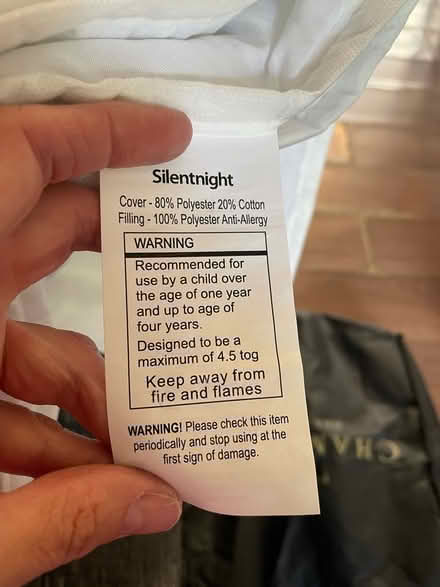 Silentnight
Cover - 80% Polyester 20% Cotton
Filling - 100% Polyester Anti-Allergy
WARNING
Recommended for
use by a child over
the age of one year
and up to age of
four years.
Designed to be a
maximum of 4.5 tog
Keep away from
fire and flames
WARNING! Please check this item
periodically and stop using at the
first sign of damage.
CHAN